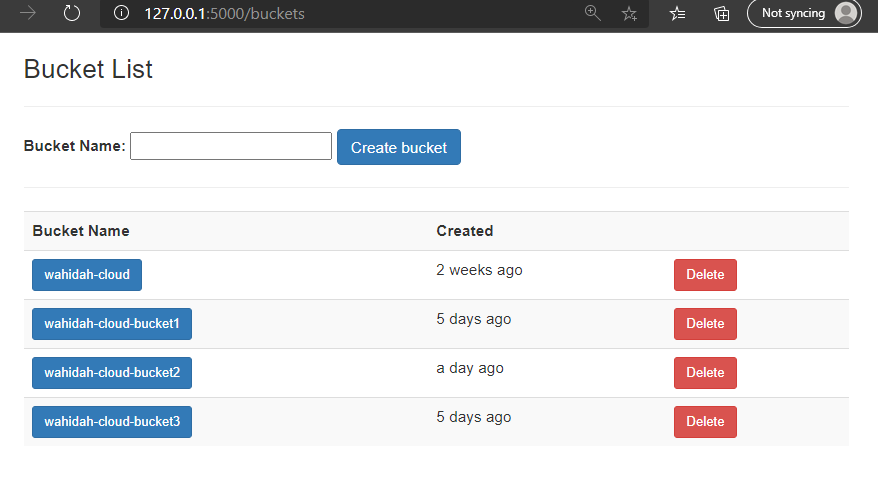 127.0.0.1:5000/buckets
Not syncing
Bucket List
Bucket Name: Create bucket
Bucket Name Created
wahidah-cloud 2 weeks ago Delete
wahidah-cloud-bucket1 5 days ago Delete
wahidah-cloud-bucket2 a day ago Delete
wahidah-cloud-bucket3 5 days ago Delete